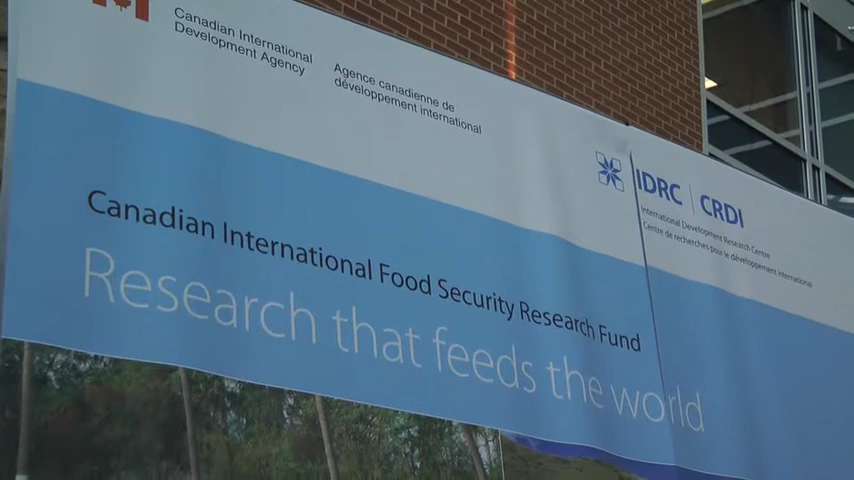 Canadian International
Development Agency
Agence canadienne de
développement international
IDRC | CRDI
International Development Research Centre
Centre de recherches pour le développement international
Canadian International Food Security Research Fund
Research that feeds the world